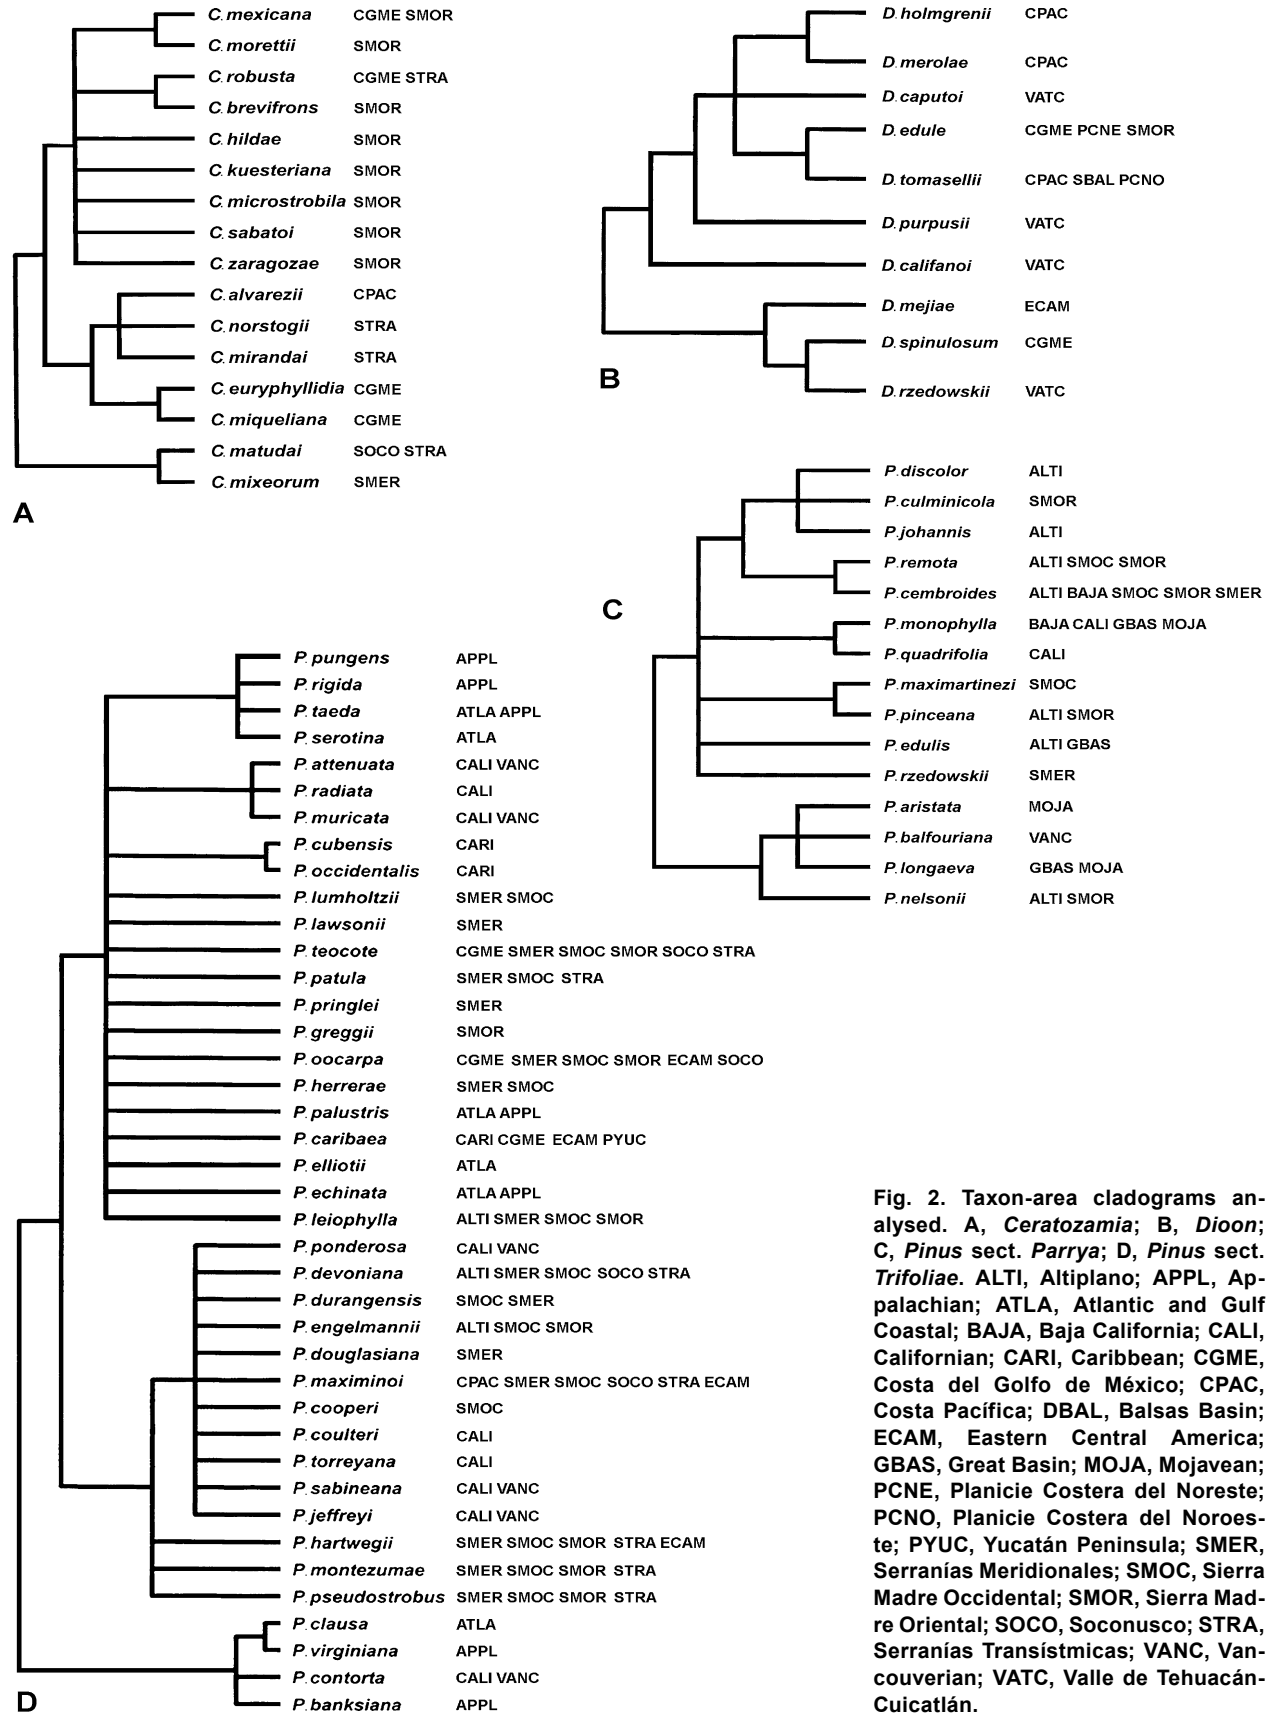 C. mexicana CGME SMOR
C. morettii SMOR
C. robusta CGME STRA
C. brevifrons SMOR
C. hildae SMOR
C. kuesteriana SMOR
C. microstrobila SMOR
C. sabatoi SMOR
C. zaragozae SMOR
C. alvarezii CPAC
C. norstogii STRA
C. mirandai STRA
C. euryphyllidia CGME
C. miqueliana CGME
C. matudai SOCO STRA
C. mixeorum SMER
A
D. holmgrenii CPAC
D. merolae CPAC
D. caputoi VATC
D. edule CGME PCNE SMOR
D. tomasellii CPAC SBAL PCNO
D. purpusii VATC
D. califanoi VATC
D. mejiae ECAM
D. spinulosum CGME
D. rzedowskii VATC
B
P. discolor ALTI
P. culminicola SMOR
P. johannis ALTI
P. remota ALTI SMOC SMOR
P. cembroides ALTI BAJA SMOC SMOR SMER
P. monophylla BAJA CALI GBAS MOJA
P. quadrifolia CALI
P. maximartinezi SMOC
P. pinceana ALTI SMOR
P. edulis ALTI GBAS
P. rzedowskii SMER
P. aristata MOJA
P. balfouriana VANC
P. longaeva GBAS MOJA
P. nelsonii ALTI SMOR
C
P. pungens APPL
P. rigida APPL
P. taeda ATLA APPL
P. serotina ATLA
P. attenuata CALI VANC
P. radiata CALI
P. muricata CALI VANC
P. cubensis CARI
P. occidentalis CARI
P. lumholtzii SMER SMOC
P. lawsonii SMER
P. teocote CGME SMER SMOC SMOR SOCO STRA
P. patula SMER SMOC STRA
P. pringlei SMER
P. greggii SMOR
P. oocarpa CGME SMER SMOC SMOR ECAM SOCO
P. herrerae SMER SMOC
P. palustris ATLA APPL
P. caribaea CARI CGME ECAM PYUC
P. elliotii ATLA
P. echinata ATLA APPL
P. leiophylla ALTI SMER SMOC SMOR
P. ponderosa CALI VANC
P. devoniana ALTI SMER SMOC SOCO STRA
P. durangensis SMOC SMER
P. engelmannii ALTI SMOC SMOR
P. douglasiana SMER
P. maximinoi CPAC SMER SMOC SOCO STRA ECAM
P. cooperi SMOC
P. coulteri CALI
P. torreyana CALI
P. sabineana CALI VANC
P. jeffreyi CALI VANC
P. hartwegii SMER SMOC SMOR STRA ECAM
P. montezumae SMER SMOC SMOR STRA
P. pseudostrobus SMER SMOC SMOR STRA
P. clausa ATLA
P. virginiana APPL
P. contorta CALI VANC
P. banksiana APPL
D
Fig. 2. Taxon-area cladograms an-
alysed. A, Ceratozamia; B, Dioon;
C, Pinus sect. Parrya; D, Pinus sect.
Trifoliae. ALTI, Altiplano; APPL, Ap-
palachian; ATLA, Atlantic and Gulf
Coastal; BAJA, Baja California; CALI,
Californian; CARI, Caribbean; CGME,
Costa del Golfo de México; CPAC,
Costa Pacífica; DBAL, Balsas Basin;
ECAM, Eastern Central America;
GBAS, Great Basin; MOJA, Mojavean;
PCNE, Planicie Costera del Noreste;
PCNO, Planicie Costera del Noroes-
te; PYUC, Yucatán Peninsula; SMER,
Serranías Meridionales; SMOC, Sierra
Madre Occidental; SMOR, Sierra Mad-
re Oriental; SOCO, Soconusco; STRA,
Serranías Transístmicas; VANC, Van-
couverian; VATC, Valle de Tehuacán-
Cuicatlán.